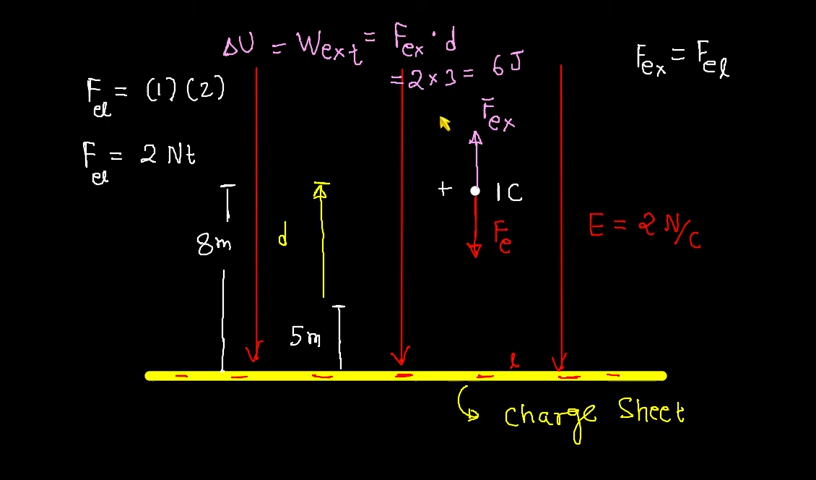 ΔU = Wext = Fex · d
= 2 × 3 = 6 J
Fex = Fel
Fel = (1) (2)
Fel = 2 Nt
F̄ex
+ 1C
Fe
E = 2 N/C
8m
d
5m
Charge Sheet